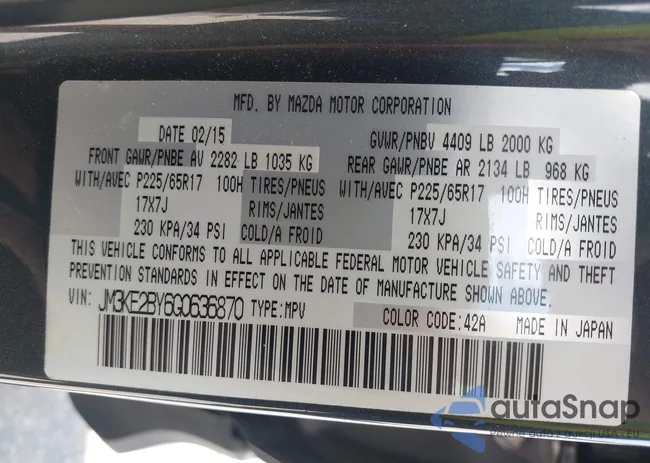 MFD. BY MAZDA MOTOR CORPORATION
DATE 02/15 GVWR/PNBV 4409 LB 2000 KG
FRONT GAWR/PNBE AV 2282 LB 1035 KG REAR GAWR/PNBE AR 2134 LB 968 KG
WITH/AVEC P225/65R17 100H TIRES/PNEUS WITH/AVEC P225/65R17 100H TIRES/PNEUS
17X7J RIMS/JANTES 17X7J RIMS/JANTES
230 KPA/34 PSI COLD/A FROID 230 KPA/34 PSI COLD/A FROID
THIS VEHICLE CONFORMS TO ALL APPLICABLE FEDERAL MOTOR VEHICLE SAFETY AND THEFT
PREVENTION STANDARDS IN EFFECT ON THE DATE OF MANUFACTURE SHOWN ABOVE.
VIN: JM3KE2BY6G0636870 TYPE:MPV COLOR CODE:42A MADE IN JAPAN
autoSnap